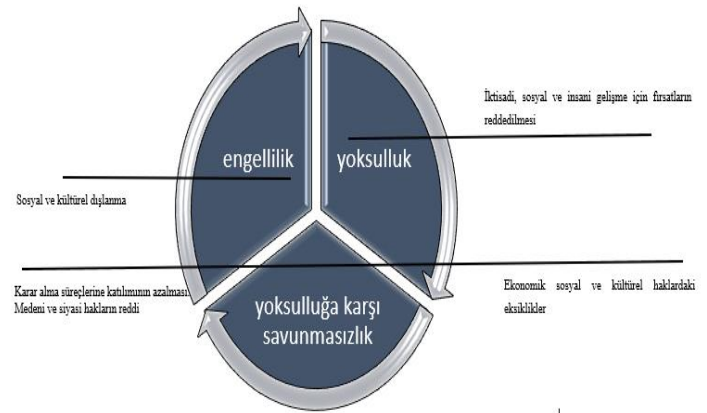 İktisadi, sosyal ve insani gelişme için fırsatların
reddedilmesi
engellilik
yoksulluk
Sosyal ve kültürel dışlanma
Karar alma süreçlerine katılımının azalması
Medeni ve siyasi hakların reddi
Ekonomik sosyal ve kültürel haklardaki
eksiklikler
yoksulluğa karşı
savunmasızlık